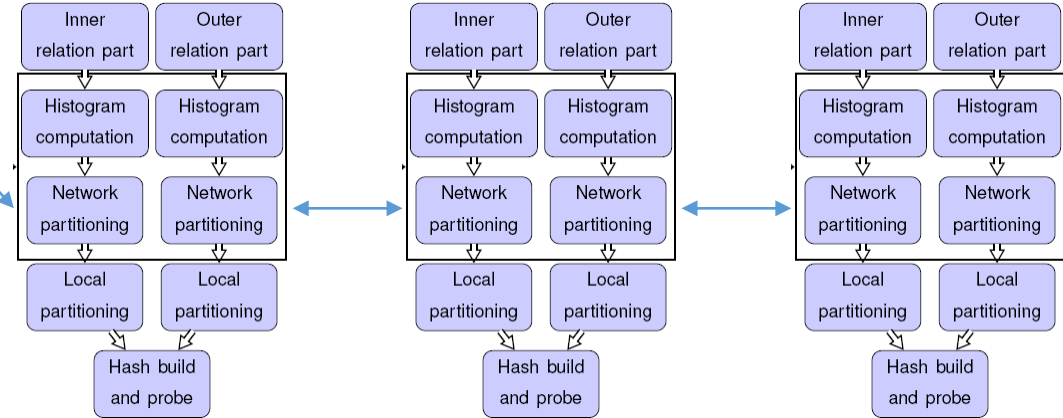 Inner
relation part
Outer
relation part
Histogram
computation
Histogram
computation
Network
partitioning
Network
partitioning
Local
partitioning
Local
partitioning
Hash build
and probe
Inner
relation part
Outer
relation part
Histogram
computation
Histogram
computation
Network
partitioning
Network
partitioning
Local
partitioning
Local
partitioning
Hash build
and probe
Inner
relation part
Outer
relation part
Histogram
computation
Histogram
computation
Network
partitioning
Network
partitioning
Local
partitioning
Local
partitioning
Hash build
and probe